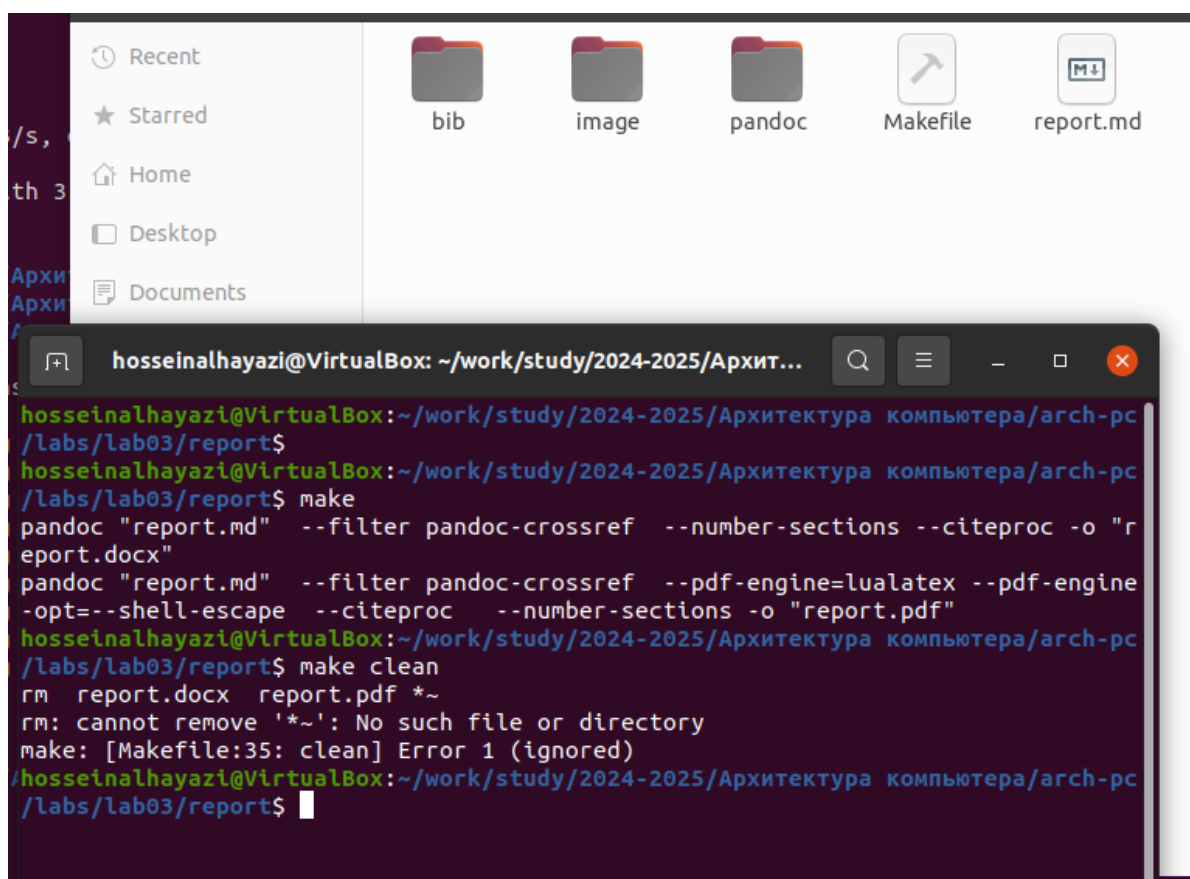 Recent
Starred
Home
Desktop
Documents
bib
image
pandoc
Makefile
report.md
/s,
th 3
hosseinalhayazi@VirtualBox: ~/work/study/2024-2025/Архит...
hosseinalhayazi@VirtualBox:~/work/study/2024-2025/Архитектура компьютера/arch-pc
/labs/lab03/report$
hosseinalhayazi@VirtualBox:~/work/study/2024-2025/Архитектура компьютера/arch-pc
/labs/lab03/report$ make
pandoc "report.md"  --filter pandoc-crossref  --number-sections --citeproc -o "r
eport.docx"
pandoc "report.md"  --filter pandoc-crossref  --pdf-engine=lualatex --pdf-engine
-opt=--shell-escape  --citeproc   --number-sections -o "report.pdf"
hosseinalhayazi@VirtualBox:~/work/study/2024-2025/Архитектура компьютера/arch-pc
/labs/lab03/report$ make clean
rm  report.docx  report.pdf *~
rm: cannot remove '*~': No such file or directory
make: [Makefile:35: clean] Error 1 (ignored)
hosseinalhayazi@VirtualBox:~/work/study/2024-2025/Архитектура компьютера/arch-pc
/labs/lab03/report$